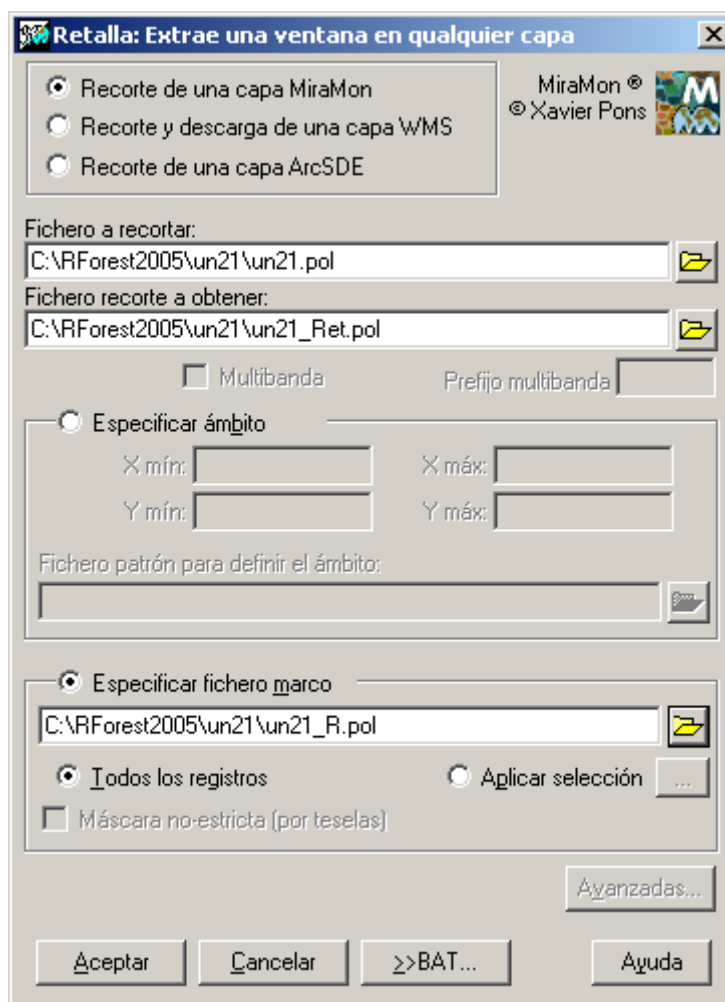 Retalla: Extrae una ventana en qualquier capa
Recorte de una capa MiraMon
Recorte y descarga de una capa WMS
Recorte de una capa ArcSDE
MiraMon ®
© Xavier Pons
Fichero a recortar:
C:\RForest2005\un21\un21.pol
Fichero recorte a obtener:
C:\RForest2005\un21\un21_Ret.pol
Multibanda
Prefijo multibanda
Especificar ámbito
X mín:
X máx:
Y mín:
Y máx:
Fichero patrón para definir el ámbito:
Especificar fichero marco
C:\RForest2005\un21\un21_R.pol
Todos los registros
Aplicar selección
...
Máscara no-estricta (por teselas)
Avanzadas...
Aceptar
Cancelar
>>BAT...
Ayuda